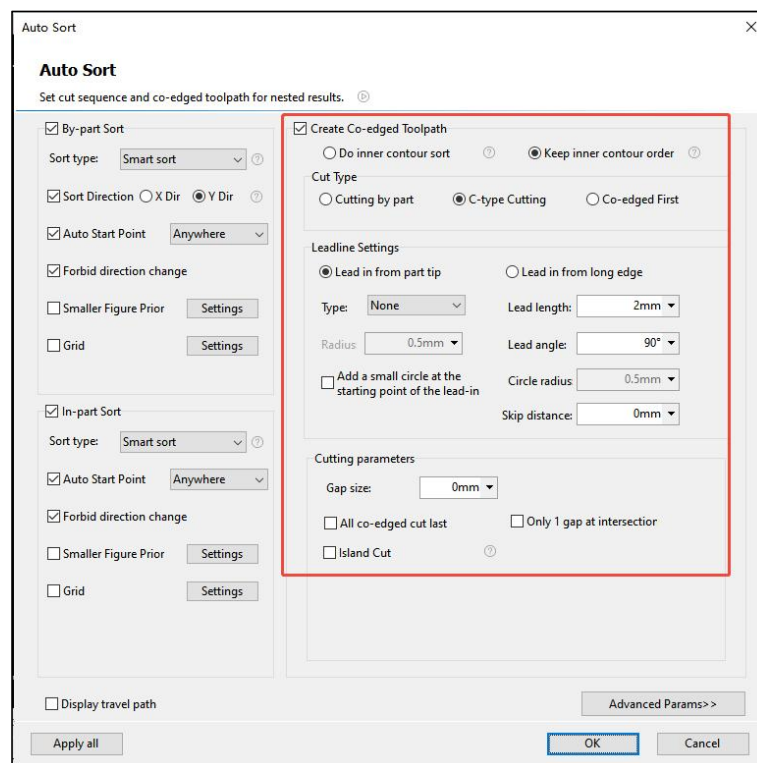 Auto Sort
Auto Sort
Set cut sequence and co-edged toolpath for nested results.
By-part Sort
Sort type: Smart sort
Sort Direction X Dir Y Dir
Auto Start Point Anywhere
Forbid direction change
Smaller Figure Prior Settings
Grid Settings
In-part Sort
Sort type: Smart sort
Auto Start Point Anywhere
Forbid direction change
Smaller Figure Prior Settings
Grid Settings
Create Co-edged Toolpath
Do inner contour sort Keep inner contour order
Cut Type
Cutting by part C-type Cutting Co-edged First
Leadline Settings
Lead in from part tip Lead in from long edge
Type: None Lead length: 2mm
Radius 0.5mm Lead angle: 90°
Add a small circle at the
starting point of the lead-in
Circle radius 0.5mm
Skip distance: 0mm
Cutting parameters
Gap size: 0mm
All co-edged cut last Only 1 gap at intersectior
Island Cut
Display travel path
Advanced Params>>
Apply all OK Cancel